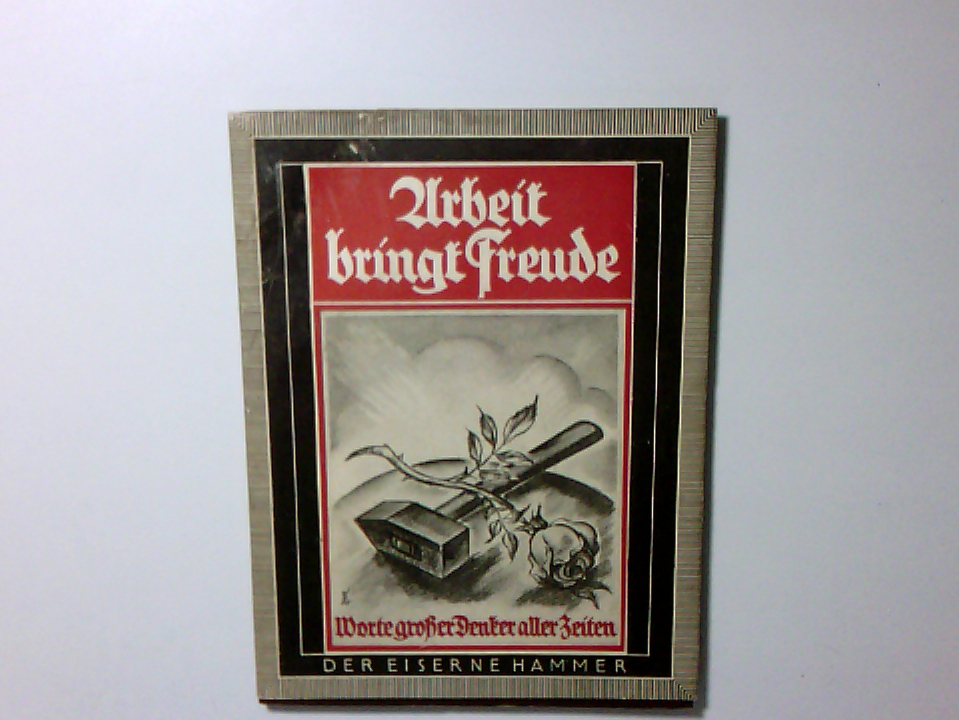 Arbeit
bringt Freude
Worte großer Denker aller Zeiten
DER EISERNE HAMMER